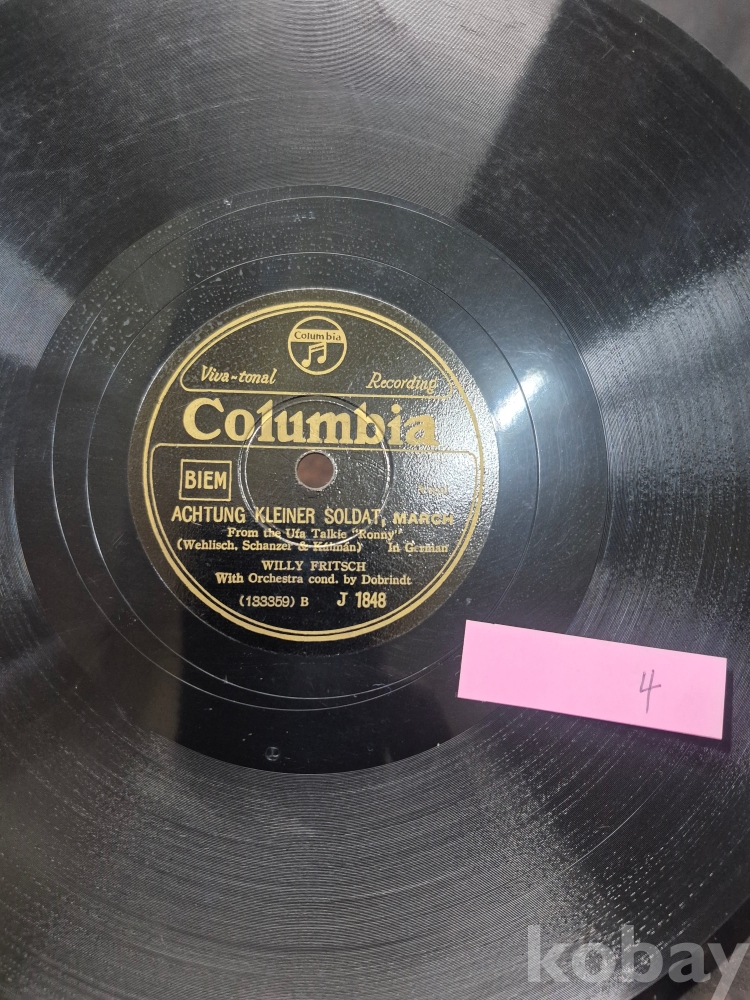 Columbia
Viva-tonal Recording
Columbia
BIEM
ACHTUNG KLEINER SOLDAT, MARCH
From the Ufa Talkie "Ronny"
(Wehlisch, Schanzer & Kálmán) In German
WILLY FRITSCH
With Orchestra cond. by Dobrindt
(133359) B J 1848
4
kobay